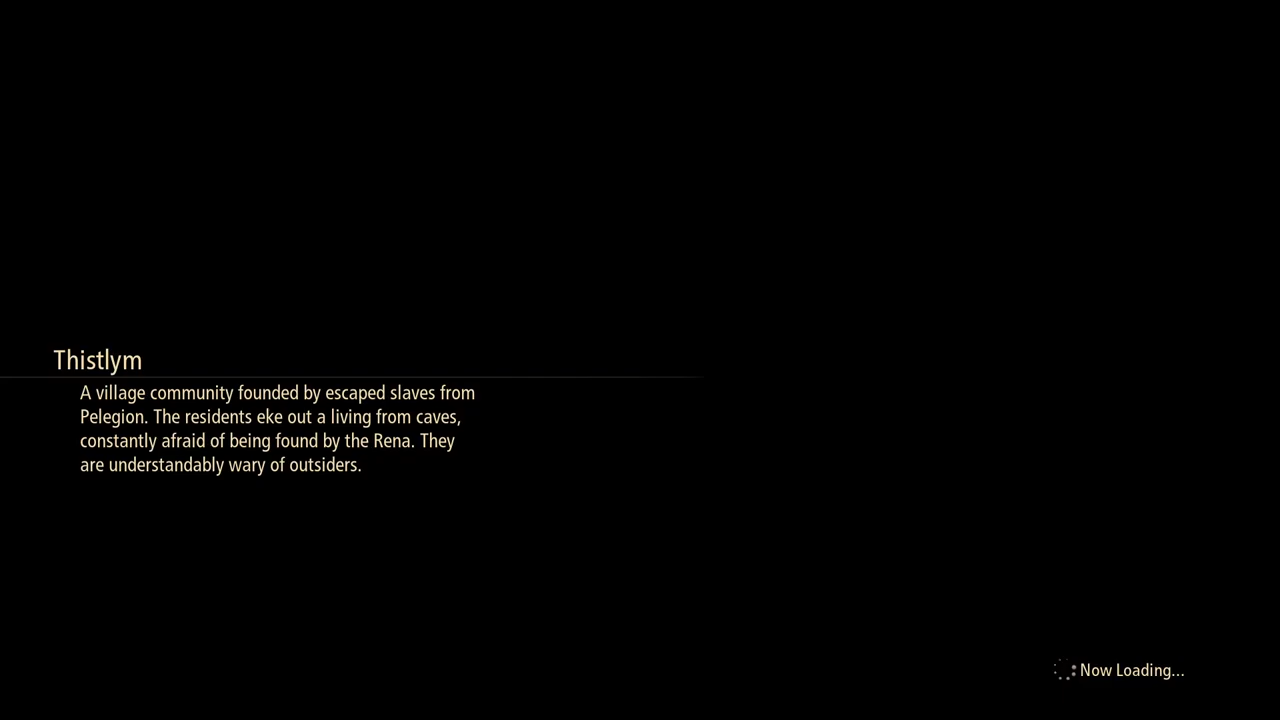 Thistlym
A village community founded by escaped slaves from
Pelegion. The residents eke out a living from caves,
constantly afraid of being found by the Rena. They
are understandably wary of outsiders.
Now Loading...